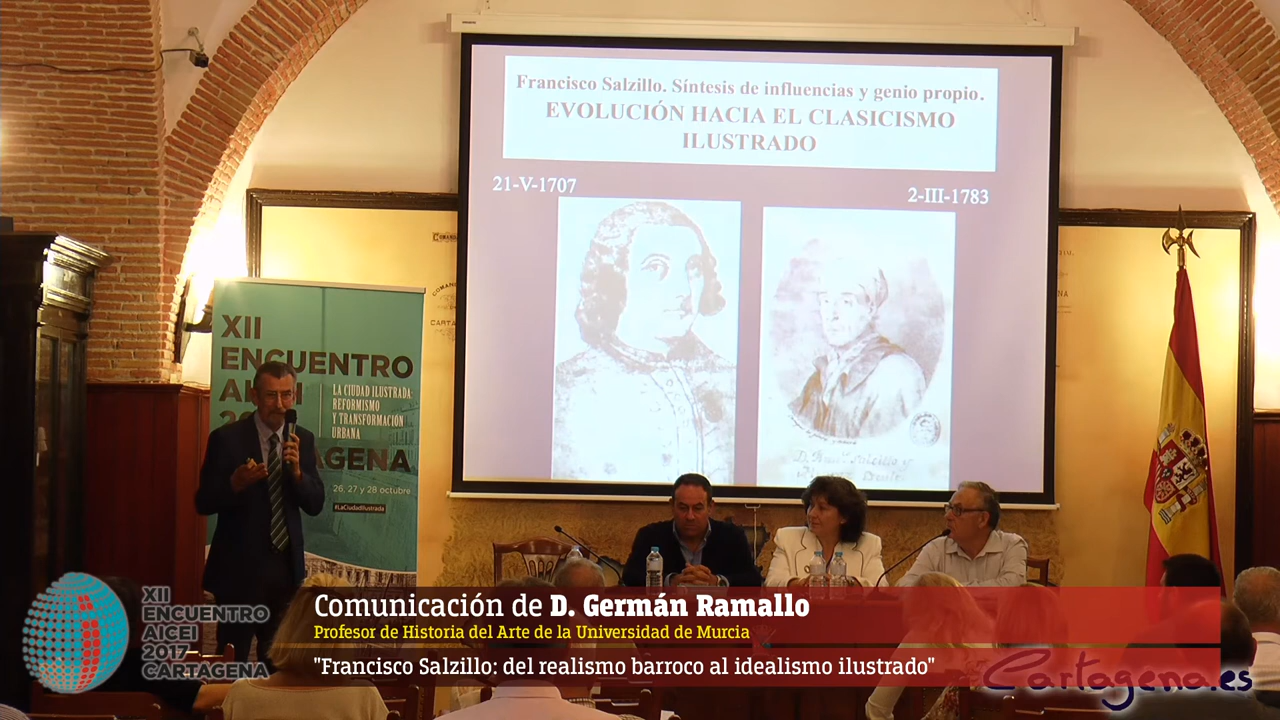 Francisco Salzillo. Síntesis de influencias y genio propio.
EVOLUCIÓN HACIA EL CLASICISMO
ILUSTRADO
21-V-1707
2-III-1783
XII
ENCUENTRO
AICEI
LA CIUDAD ILUSTRADA:
REFORMISMO
Y TRANSFORMACIÓN
URBANA
26, 27 y 28 octubre
#LaCiudadIlustrada
Comunicación de D. Germán Ramallo
Profesor de Historia del Arte de la Universidad de Murcia
"Francisco Salzillo: del realismo barroco al idealismo ilustrado"
XII
ENCUENTRO
AICEI
2017
CARTAGENA
Cartagena.es